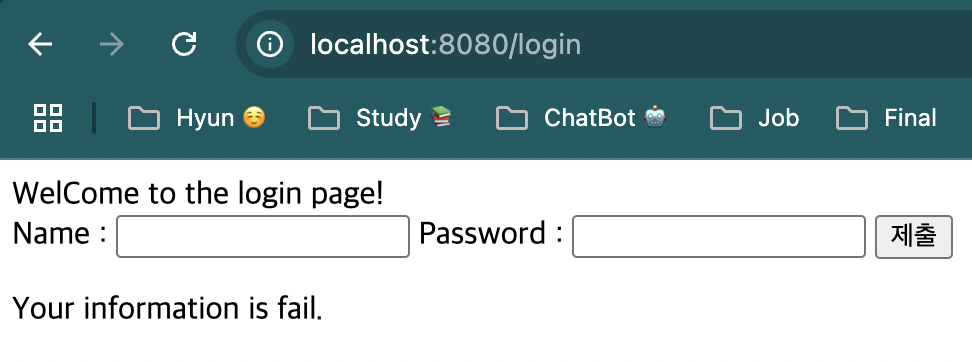 localhost:8080/login
Hyun ☺️ Study 📚 ChatBot 🤖 Job Final
WelCome to the login page!
Name : Password : 제출
Your information is fail.